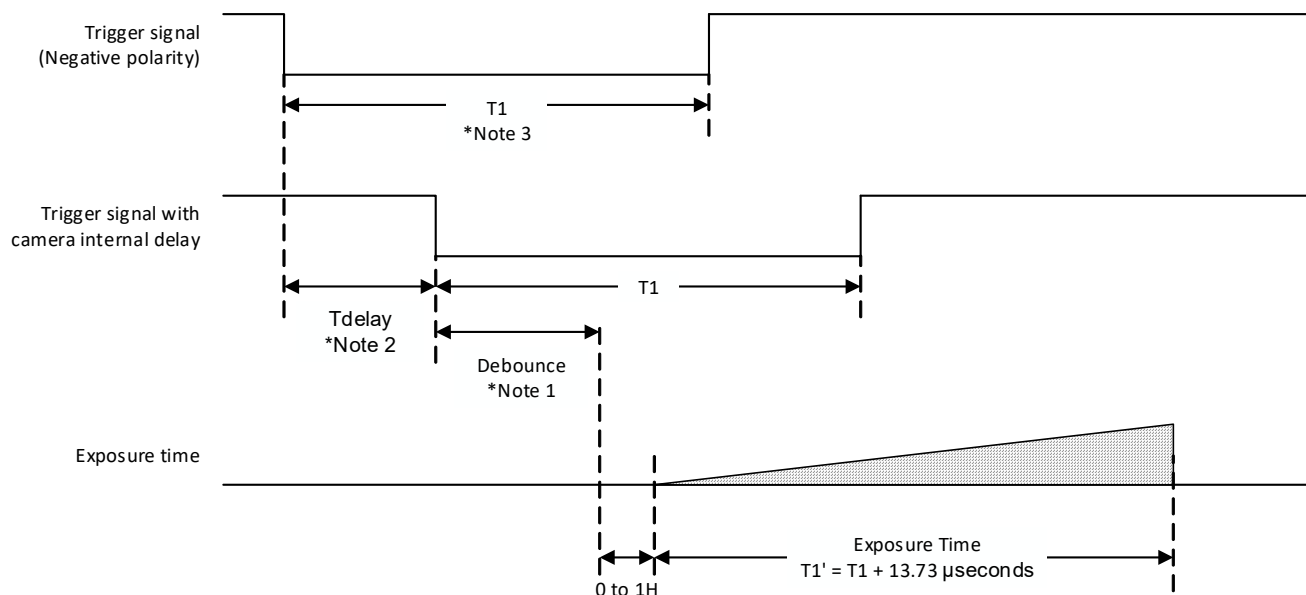 Trigger signal
(Negative polarity)
T1
*Note 3
Trigger signal with
camera internal delay
T1
Tdelay
*Note 2
Debounce
*Note 1
Exposure time
0 to 1H
Exposure Time
T1' = T1 + 13.73 µseconds